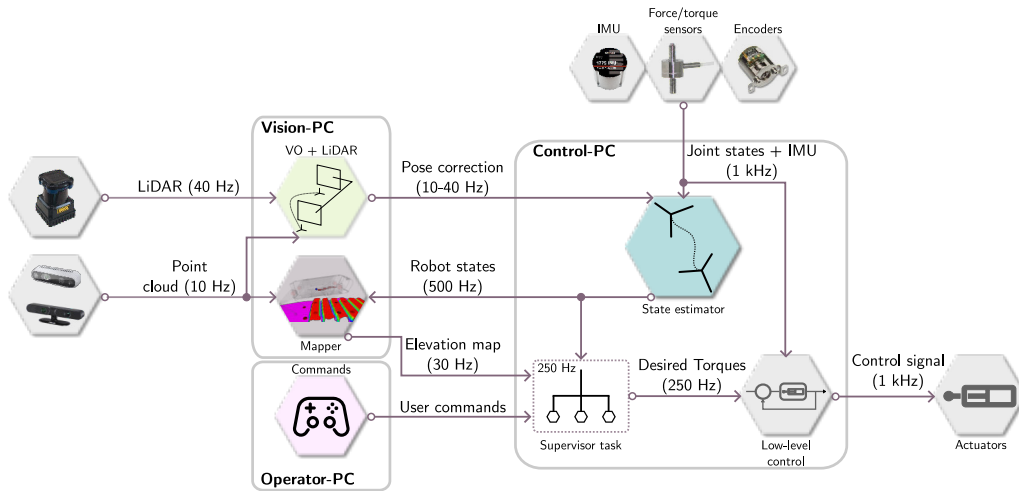 IMU
Force/torque
sensors
Encoders
Vision-PC
VO + LiDAR
LiDAR (40 Hz)
Pose correction
(10-40 Hz)
Control-PC
Joint states + IMU
(1 kHz)
Point
cloud (10 Hz)
Robot states
(500 Hz)
State estimator
Mapper
Elevation map
(30 Hz)
250 Hz
Desired Torques
(250 Hz)
Control signal
(1 kHz)
Commands
User commands
Supervisor task
Low-level
control
Actuators
Operator-PC